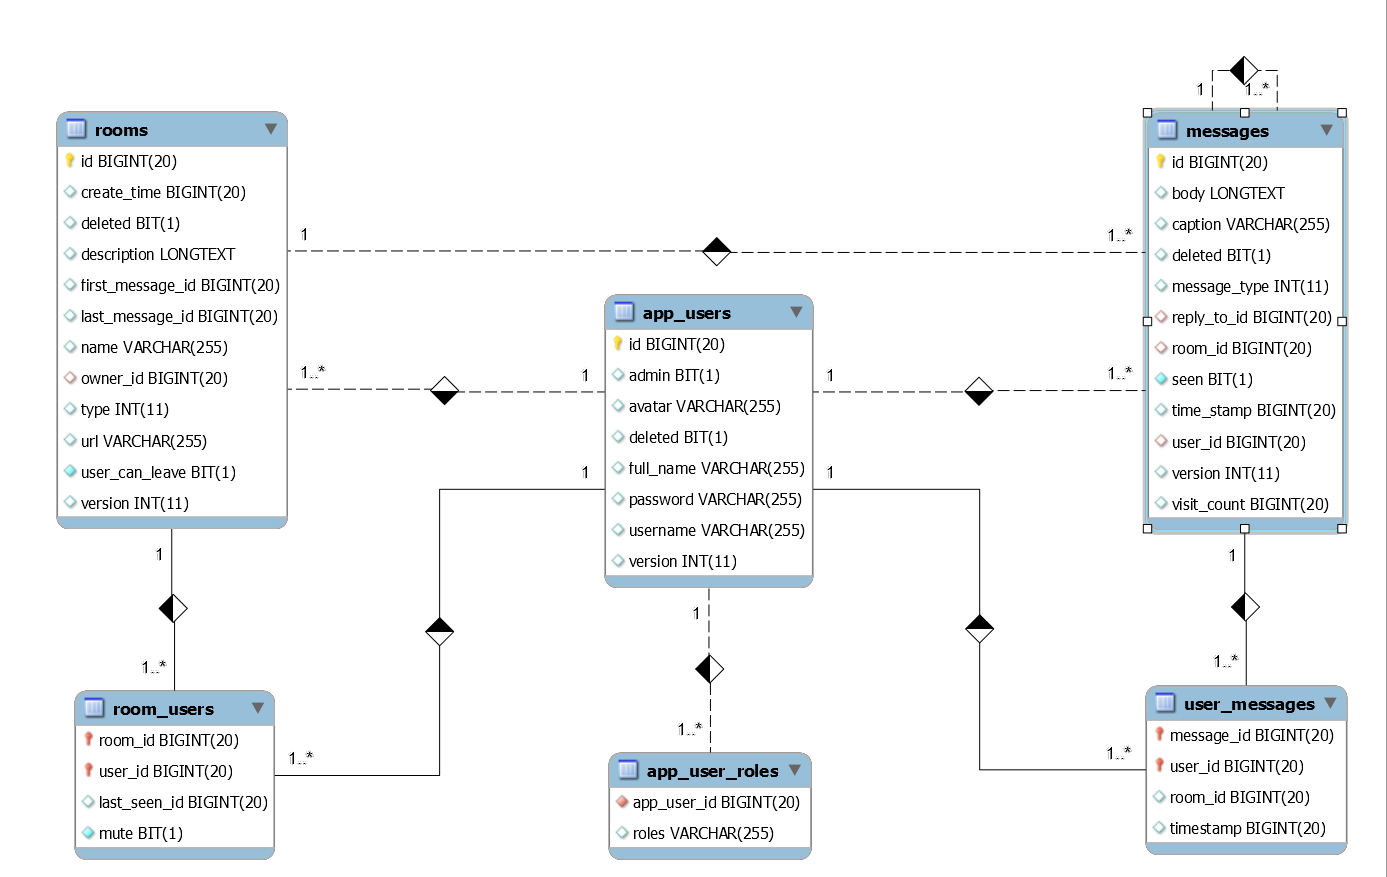 1
1..*
rooms
id BIGINT(20)
create_time BIGINT(20)
deleted BIT(1)
description LONGTEXT
first_message_id BIGINT(20)
last_message_id BIGINT(20)
name VARCHAR(255)
owner_id BIGINT(20)
type INT(11)
url VARCHAR(255)
user_can_leave BIT(1)
version INT(11)
1
1..*
1..*
1
1
1..*
app_users
id BIGINT(20)
admin BIT(1)
avatar VARCHAR(255)
deleted BIT(1)
full_name VARCHAR(255)
password VARCHAR(255)
username VARCHAR(255)
version INT(11)
messages
id BIGINT(20)
body LONGTEXT
caption VARCHAR(255)
deleted BIT(1)
message_type INT(11)
reply_to_id BIGINT(20)
room_id BIGINT(20)
seen BIT(1)
time_stamp BIGINT(20)
user_id BIGINT(20)
version INT(11)
visit_count BIGINT(20)
1
1
1
1
1
1..*
1..*
1..*
1..*
1..*
room_users
room_id BIGINT(20)
user_id BIGINT(20)
last_seen_id BIGINT(20)
mute BIT(1)
app_user_roles
app_user_id BIGINT(20)
roles VARCHAR(255)
user_messages
message_id BIGINT(20)
user_id BIGINT(20)
room_id BIGINT(20)
timestamp BIGINT(20)